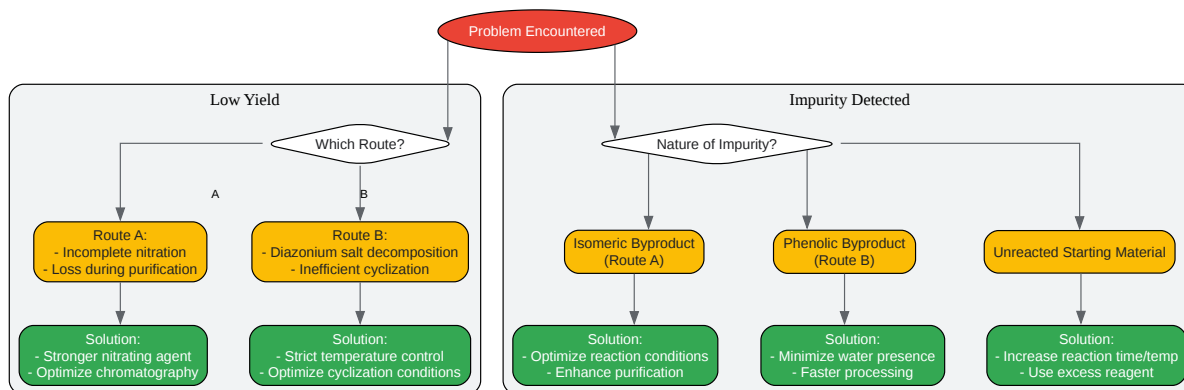 Problem Encountered
Low Yield
Impurity Detected
Which Route?
Nature of Impurity?
A
B
Route A:
- Incomplete nitration
- Loss during purification
Route B:
- Diazonium salt decomposition
- Inefficient cyclization
Isomeric Byproduct
(Route A)
Phenolic Byproduct
(Route B)
Unreacted Starting Material
Solution:
- Stronger nitrating agent
- Optimize chromatography
Solution:
- Strict temperature control
- Optimize cyclization conditions
Solution:
- Optimize reaction conditions
- Enhance purification
Solution:
- Minimize water presence
- Faster processing
Solution:
- Increase reaction time/temp
- Use excess reagent